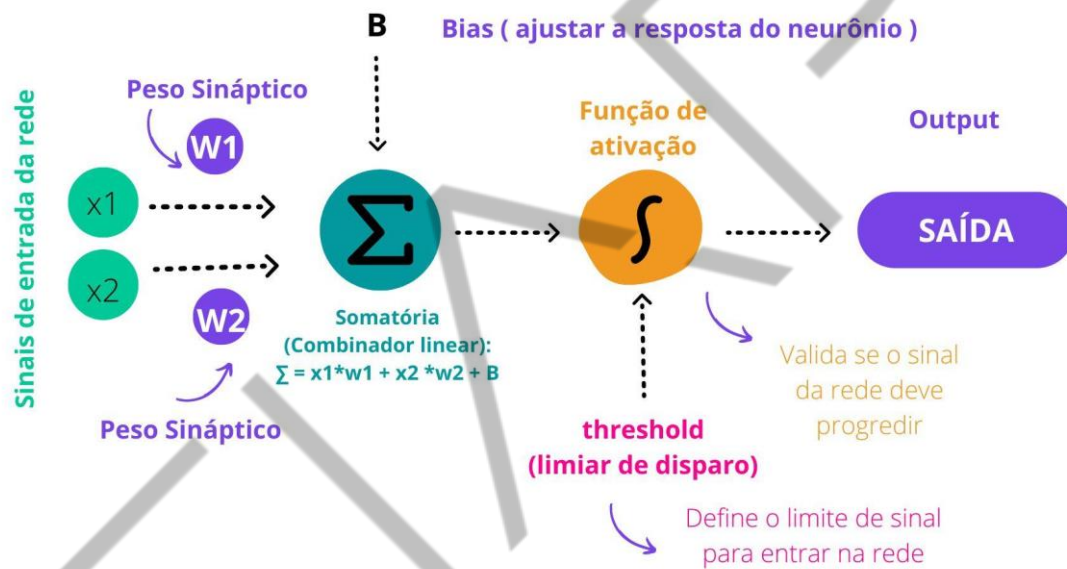 B
Bias ( ajustar a resposta do neurônio )
Sinais de entrada da rede
Peso Sináptico
W1
x1
x2
W2
Peso Sináptico
Σ
Somatória
(Combinador linear):
∑ = x1*w1 + x2 *w2 + B
Função de
ativação
∫
threshold
(limiar de disparo)
Define o limite de sinal
para entrar na rede
Valida se o sinal
da rede deve
progredir
Output
SAÍDA